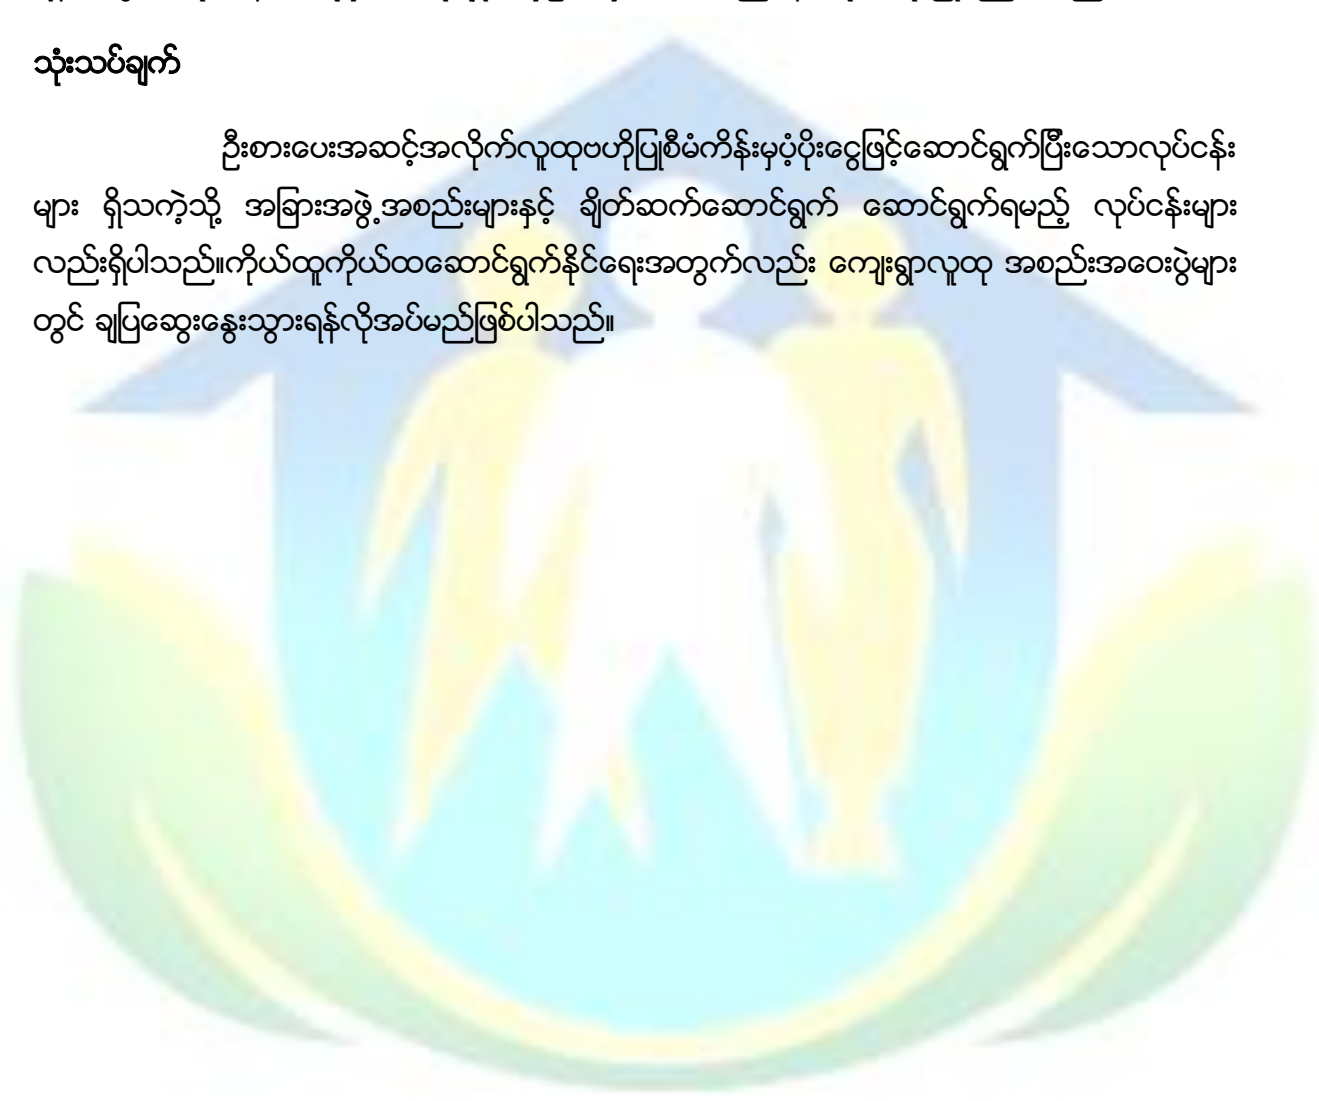 သုံးသပ်ချက်
ဦးစားပေးအဆင့်အလိုက်လူထုဗဟိုပြုစီမံကိန်းမှပံ့ပိုးငွေဖြင့်ဆောင်ရွက်ပြီးသောလုပ်ငန်း
များ ရှိသကဲ့သို့ အခြားအဖွဲ့အစည်းများနှင့် ချိတ်ဆက်ဆောင်ရွက် ဆောင်ရွက်ရမည့် လုပ်ငန်းများ
လည်းရှိပါသည်။ကိုယ်ထူကိုယ်ထဆောင်ရွက်နိုင်ရေးအတွက်လည်း ကျေးရွာလူထု အစည်းအဝေးပွဲများ
တွင် ချပြဆွေးနွေးသွားရန်လိုအပ်မည်ဖြစ်ပါသည်။